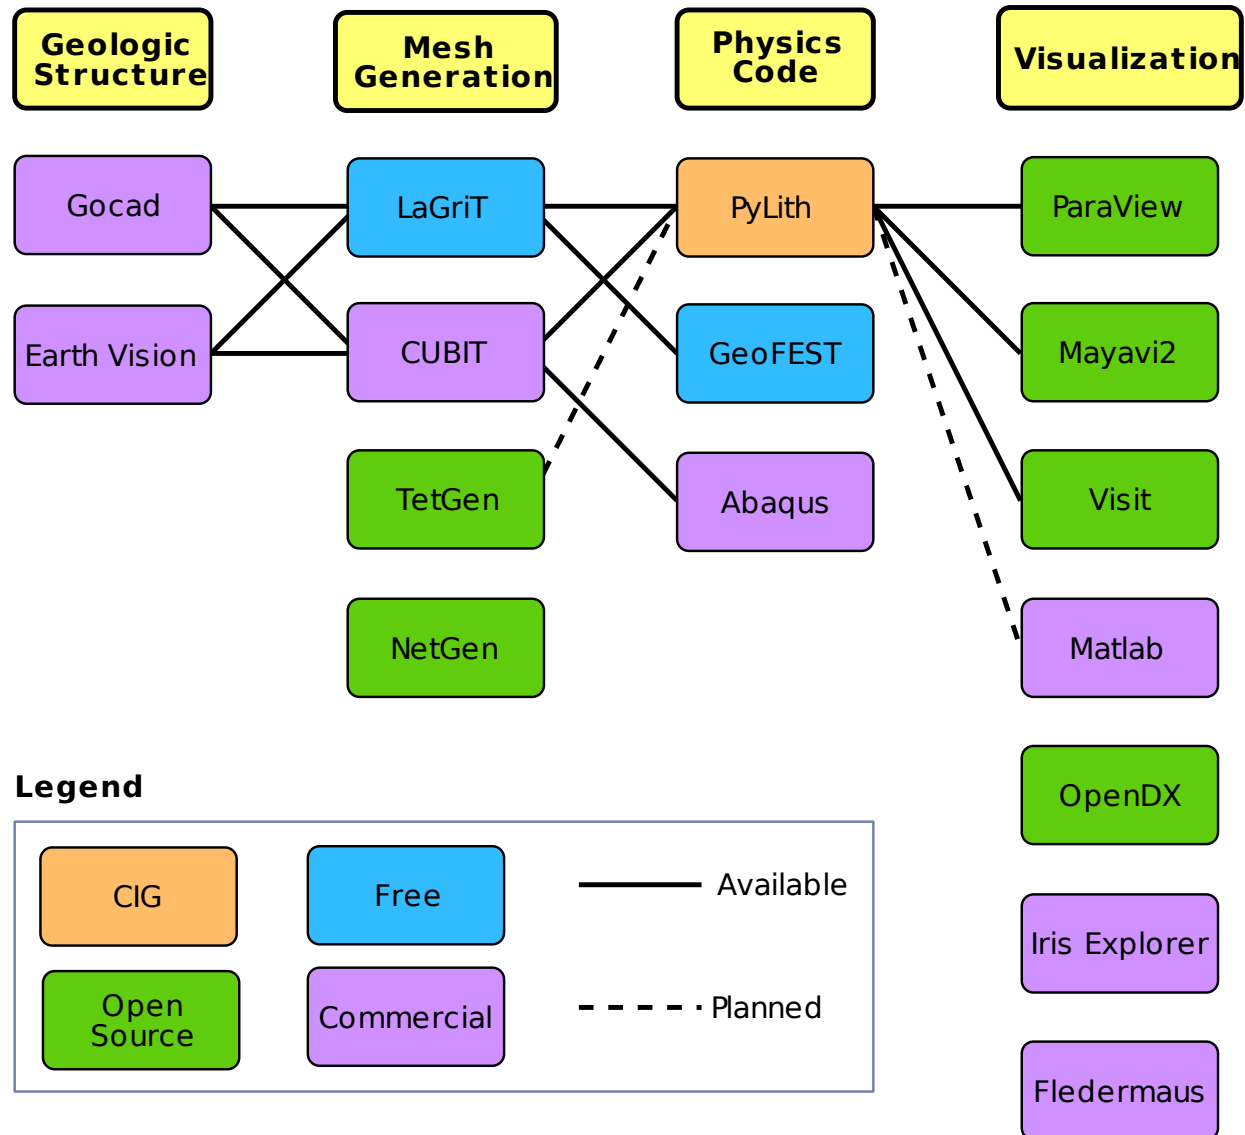 Geologic
Structure
Mesh
Generation
Physics
Code
Visualization
Gocad
LaGriT
PyLith
ParaView
Earth Vision
CUBIT
GeoFEST
Mayavi2
TetGen
Abaqus
Visit
NetGen
Matlab
OpenDX
Iris Explorer
Fledermaus
Legend
CIG
Free
Available
Open
Source
Commercial
Planned